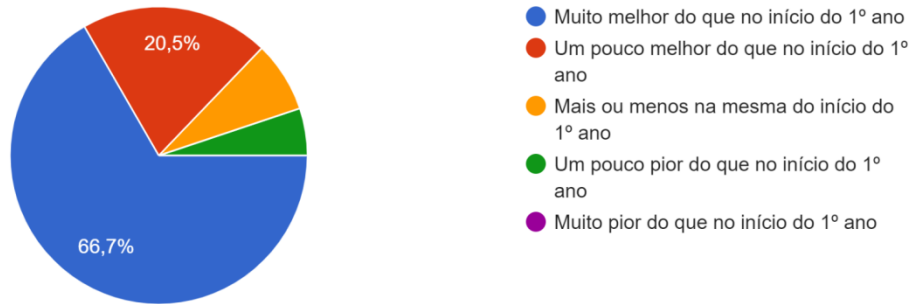 20,5%
66,7%
Muito melhor do que no início do 1º ano
Um pouco melhor do que no início do 1º
ano
Mais ou menos na mesma do início do
1º ano
Um pouco pior do que no início do 1º
ano
Muito pior do que no início do 1º ano